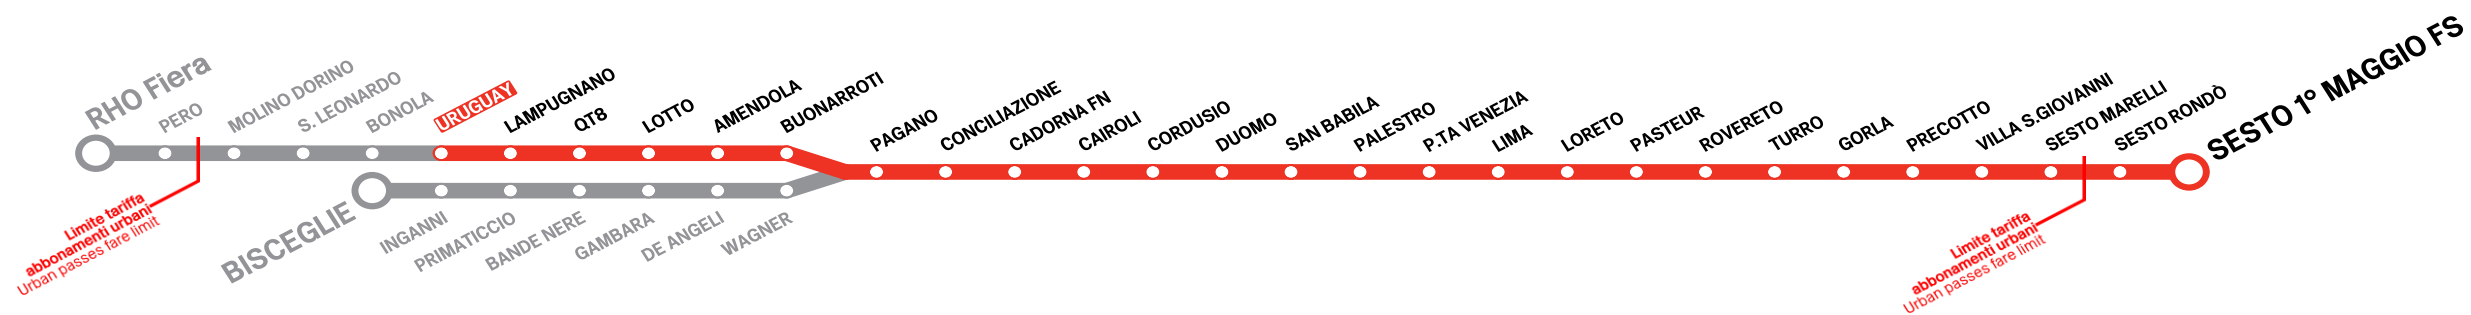 RHO Fiera
PERO
MOLINO DORINO
S. LEONARDO
BONOLA
URUGUAY
LAMPUGNANO
QT8
LOTTO
AMENDOLA
BUONARROTI
PAGANO
CONCILIAZIONE
CADORNA FN
CAIROLI
CORDUSIO
DUOMO
SAN BABILA
PALESTRO
P.TA VENEZIA
LIMA
LORETO
PASTEUR
ROVERETO
TURRO
GORLA
PRECOTTO
VILLA S.GIOVANNI
SESTO MARELLI
SESTO RONDÒ
SESTO 1° MAGGIO FS
Limite tariffa
abbonamenti urbani
Urban passes fare limit
BISCEGLIE
INGANNI
PRIMATICCIO
BANDE NERE
GAMBARA
DE ANGELI
WAGNER
Limite tariffa
abbonamenti urbani
Urban passes fare limit